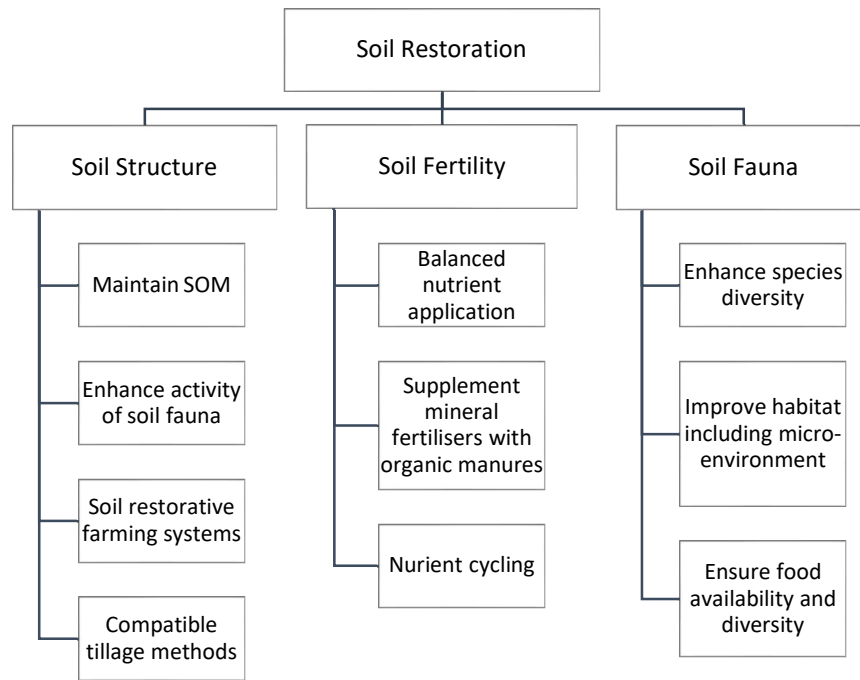 Soil Restoration
Soil Structure
Maintain SOM
Enhance activity
of soil fauna
Soil restorative
farming systems
Compatible
tillage methods
Soil Fertility
Balanced
nutrient
application
Supplement
mineral
fertilisers with
organic manures
Nurient cycling
Soil Fauna
Enhance species
diversity
Improve habitat
including micro-
environment
Ensure food
availability and
diversity